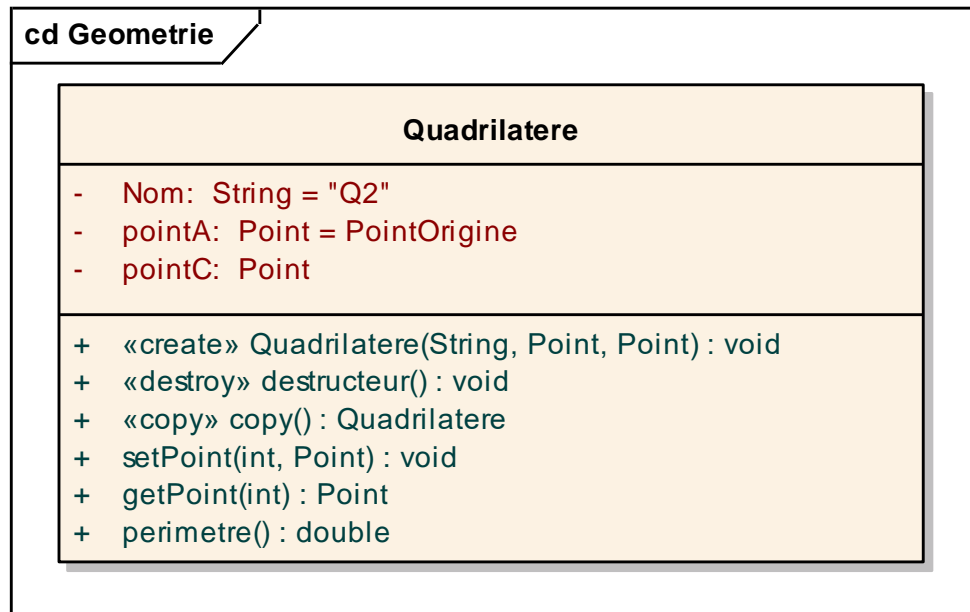 cd Geometrie
Quadrilatere
- Nom: String = "Q2"
- pointA: Point = PointOrigine
- pointC: Point
+ «create» Quadrilatere(String, Point, Point) : void
+ «destroy» destructeur() : void
+ «copy» copy() : Quadrilatere
+ setPoint(int, Point) : void
+ getPoint(int) : Point
+ perimetre() : double